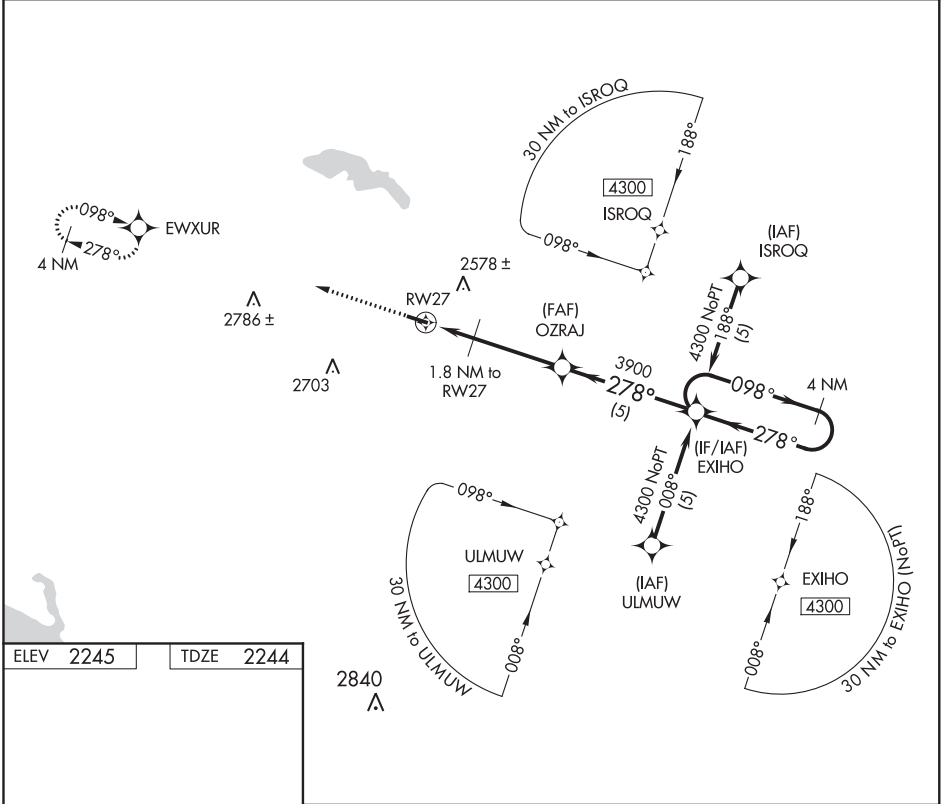 30 NM to ISROQ
188°
4300
ISROQ
098°
098°
278°
4 NM
EWXUR
(IAF)
ISROQ
2578 ±
RW27
2786 ±
(FAF)
OZRAJ
4300 NoPT
188°
(5)
2703
1.8 NM to
RW27
3900
278°
(5)
098°
4 NM
278°
(IF/IAF)
EXIHO
4300 NoPT
008°
(5)
098°
188°
ULMUW
4300
EXIHO
4300
(IAF)
ULMUW
30 NM to ULMUW
008°
008°
30 NM to EXIHO (NoPT)
ELEV 2245
TDZE 2244
2840